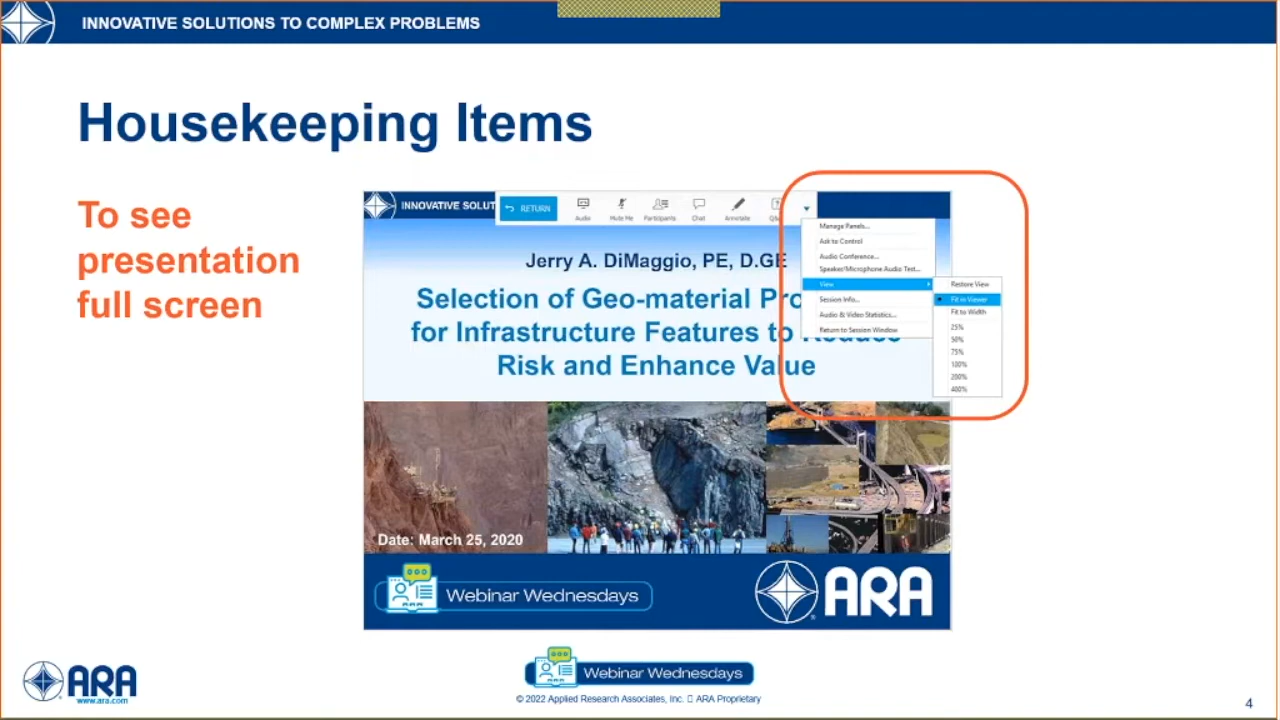 INNOVATIVE SOLUTIONS TO COMPLEX PROBLEMS
Housekeeping Items
To see
presentation
full screen
INNOVATIVE SOLUT
RETURN
Audio
Mute Me
Participants
Chat
Annotate
Manage Panels...
Ask to Control
Audio Conference...
Speaker/Microphone Audio Test...
View
Session Info...
Audio & Video Statistics...
Return to Session Window
Restore View
Fit in Viewer
Fit to Width
25%
50%
75%
100%
200%
400%
Jerry A. DiMaggio, PE, D.GE
Selection of Geo-material Pro
for Infrastructure Features to Reduce
Risk and Enhance Value
Date: March 25, 2020
Webinar Wednesdays
ARA
ARA
www.ara.com
Webinar Wednesdays
© 2022 Applied Research Associates, Inc. ▯ ARA Proprietary
4